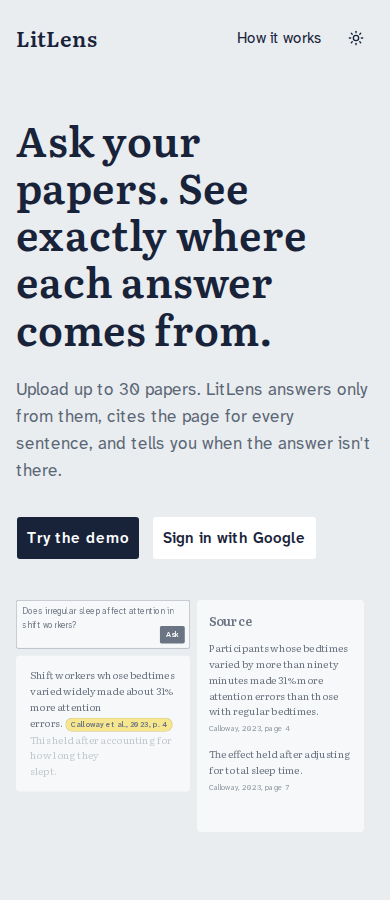 LitLens
How it works
Ask your
papers. See
exactly where
each answer
comes from.
Upload up to 30 papers. LitLens answers only
from them, cites the page for every
sentence, and tells you when the answer isn't
there.
Try the demo
Sign in with Google
Does irregular sleep affect attention in
shift workers?
Ask
Shift workers whose bedtimes
varied widely made about 31%
more attention
errors. Calloway et al., 2023, p. 4
This held after accounting for
how long they
slept.
Source
Participants whose bedtimes
varied by more than ninety
minutes made 31% more
attention errors than those
with regular bedtimes.
Calloway, 2023, page 4
The effect held after adjusting
for total sleep time.
Calloway, 2023, page 7